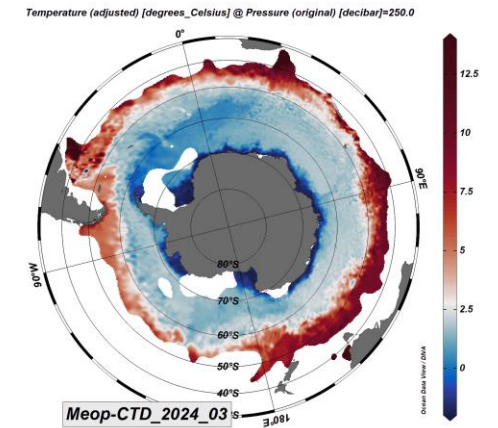 Temperature (adjusted) [degrees_Celsius] @ Pressure (original) [decibar]=250.0
0°
12.5
10
90°E
7.5
5
90°W
80°S
2.5
70°S
60°S
0
50°S
40°S
Ocean Data View / DIVA
Meop-CTD_2024_03
S
180°E